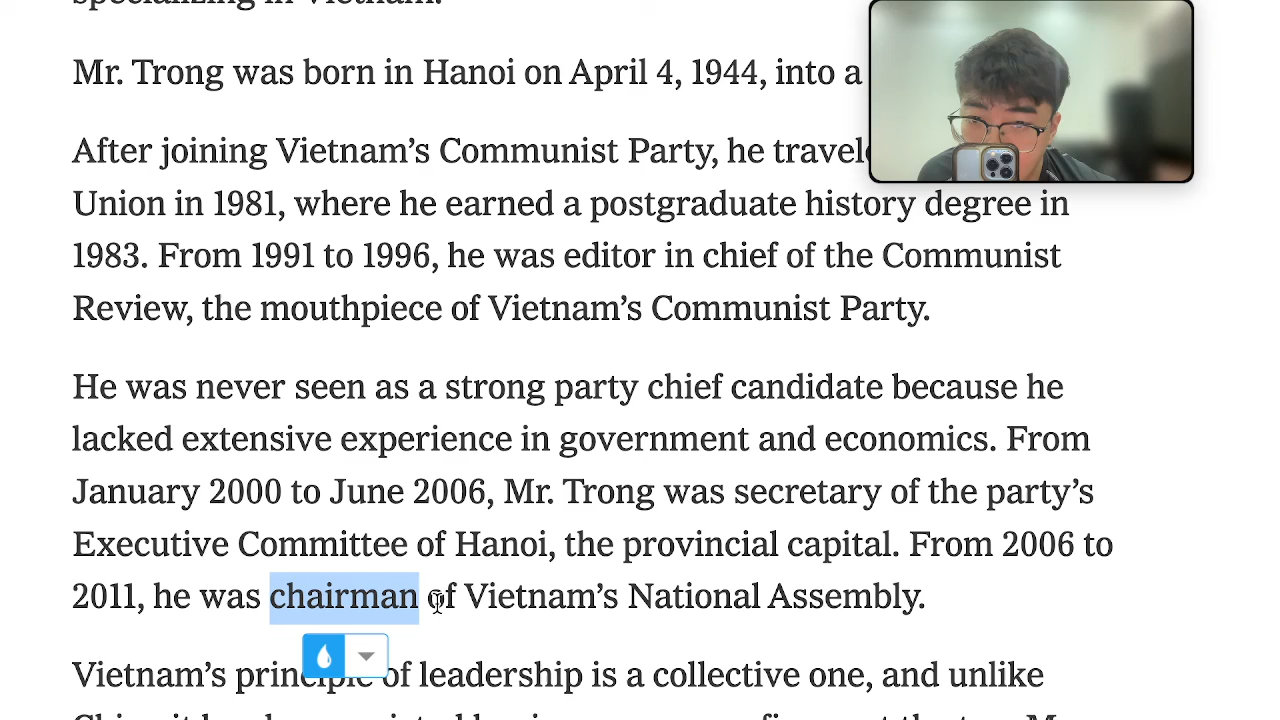 specializing in Vietnam.
Mr. Trong was born in Hanoi on April 4, 1944, into a
After joining Vietnam’s Communist Party, he travel
Union in 1981, where he earned a postgraduate history degree in
1983. From 1991 to 1996, he was editor in chief of the Communist
Review, the mouthpiece of Vietnam’s Communist Party.
He was never seen as a strong party chief candidate because he
lacked extensive experience in government and economics. From
January 2000 to June 2006, Mr. Trong was secretary of the party’s
Executive Committee of Hanoi, the provincial capital. From 2006 to
2011, he was chairman of Vietnam’s National Assembly.
Vietnam’s principle of leadership is a collective one, and unlike